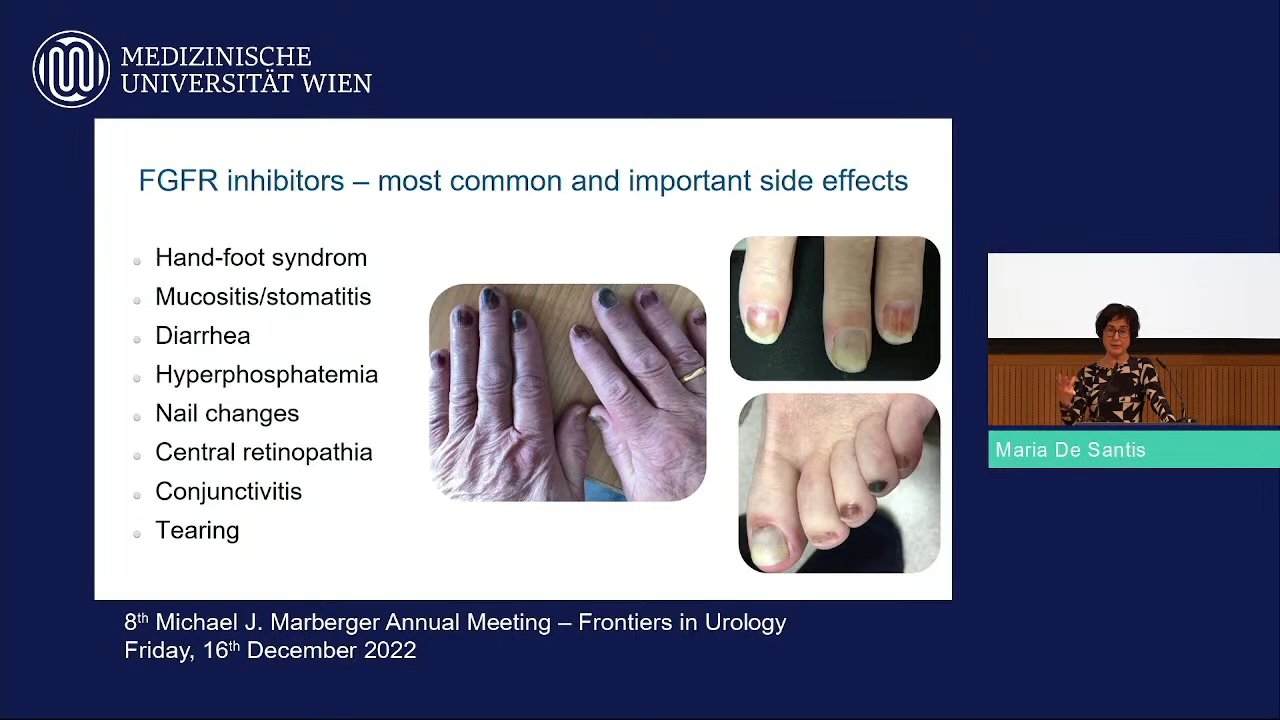 MEDIZINISCHE
UNIVERSITÄT WIEN
FGFR inhibitors – most common and important side effects
Hand-foot syndrom
Mucositis/stomatitis
Diarrhea
Hyperphosphatemia
Nail changes
Central retinopathia
Conjunctivitis
Tearing
Maria De Santis
8th Michael J. Marberger Annual Meeting – Frontiers in Urology
Friday, 16th December 2022